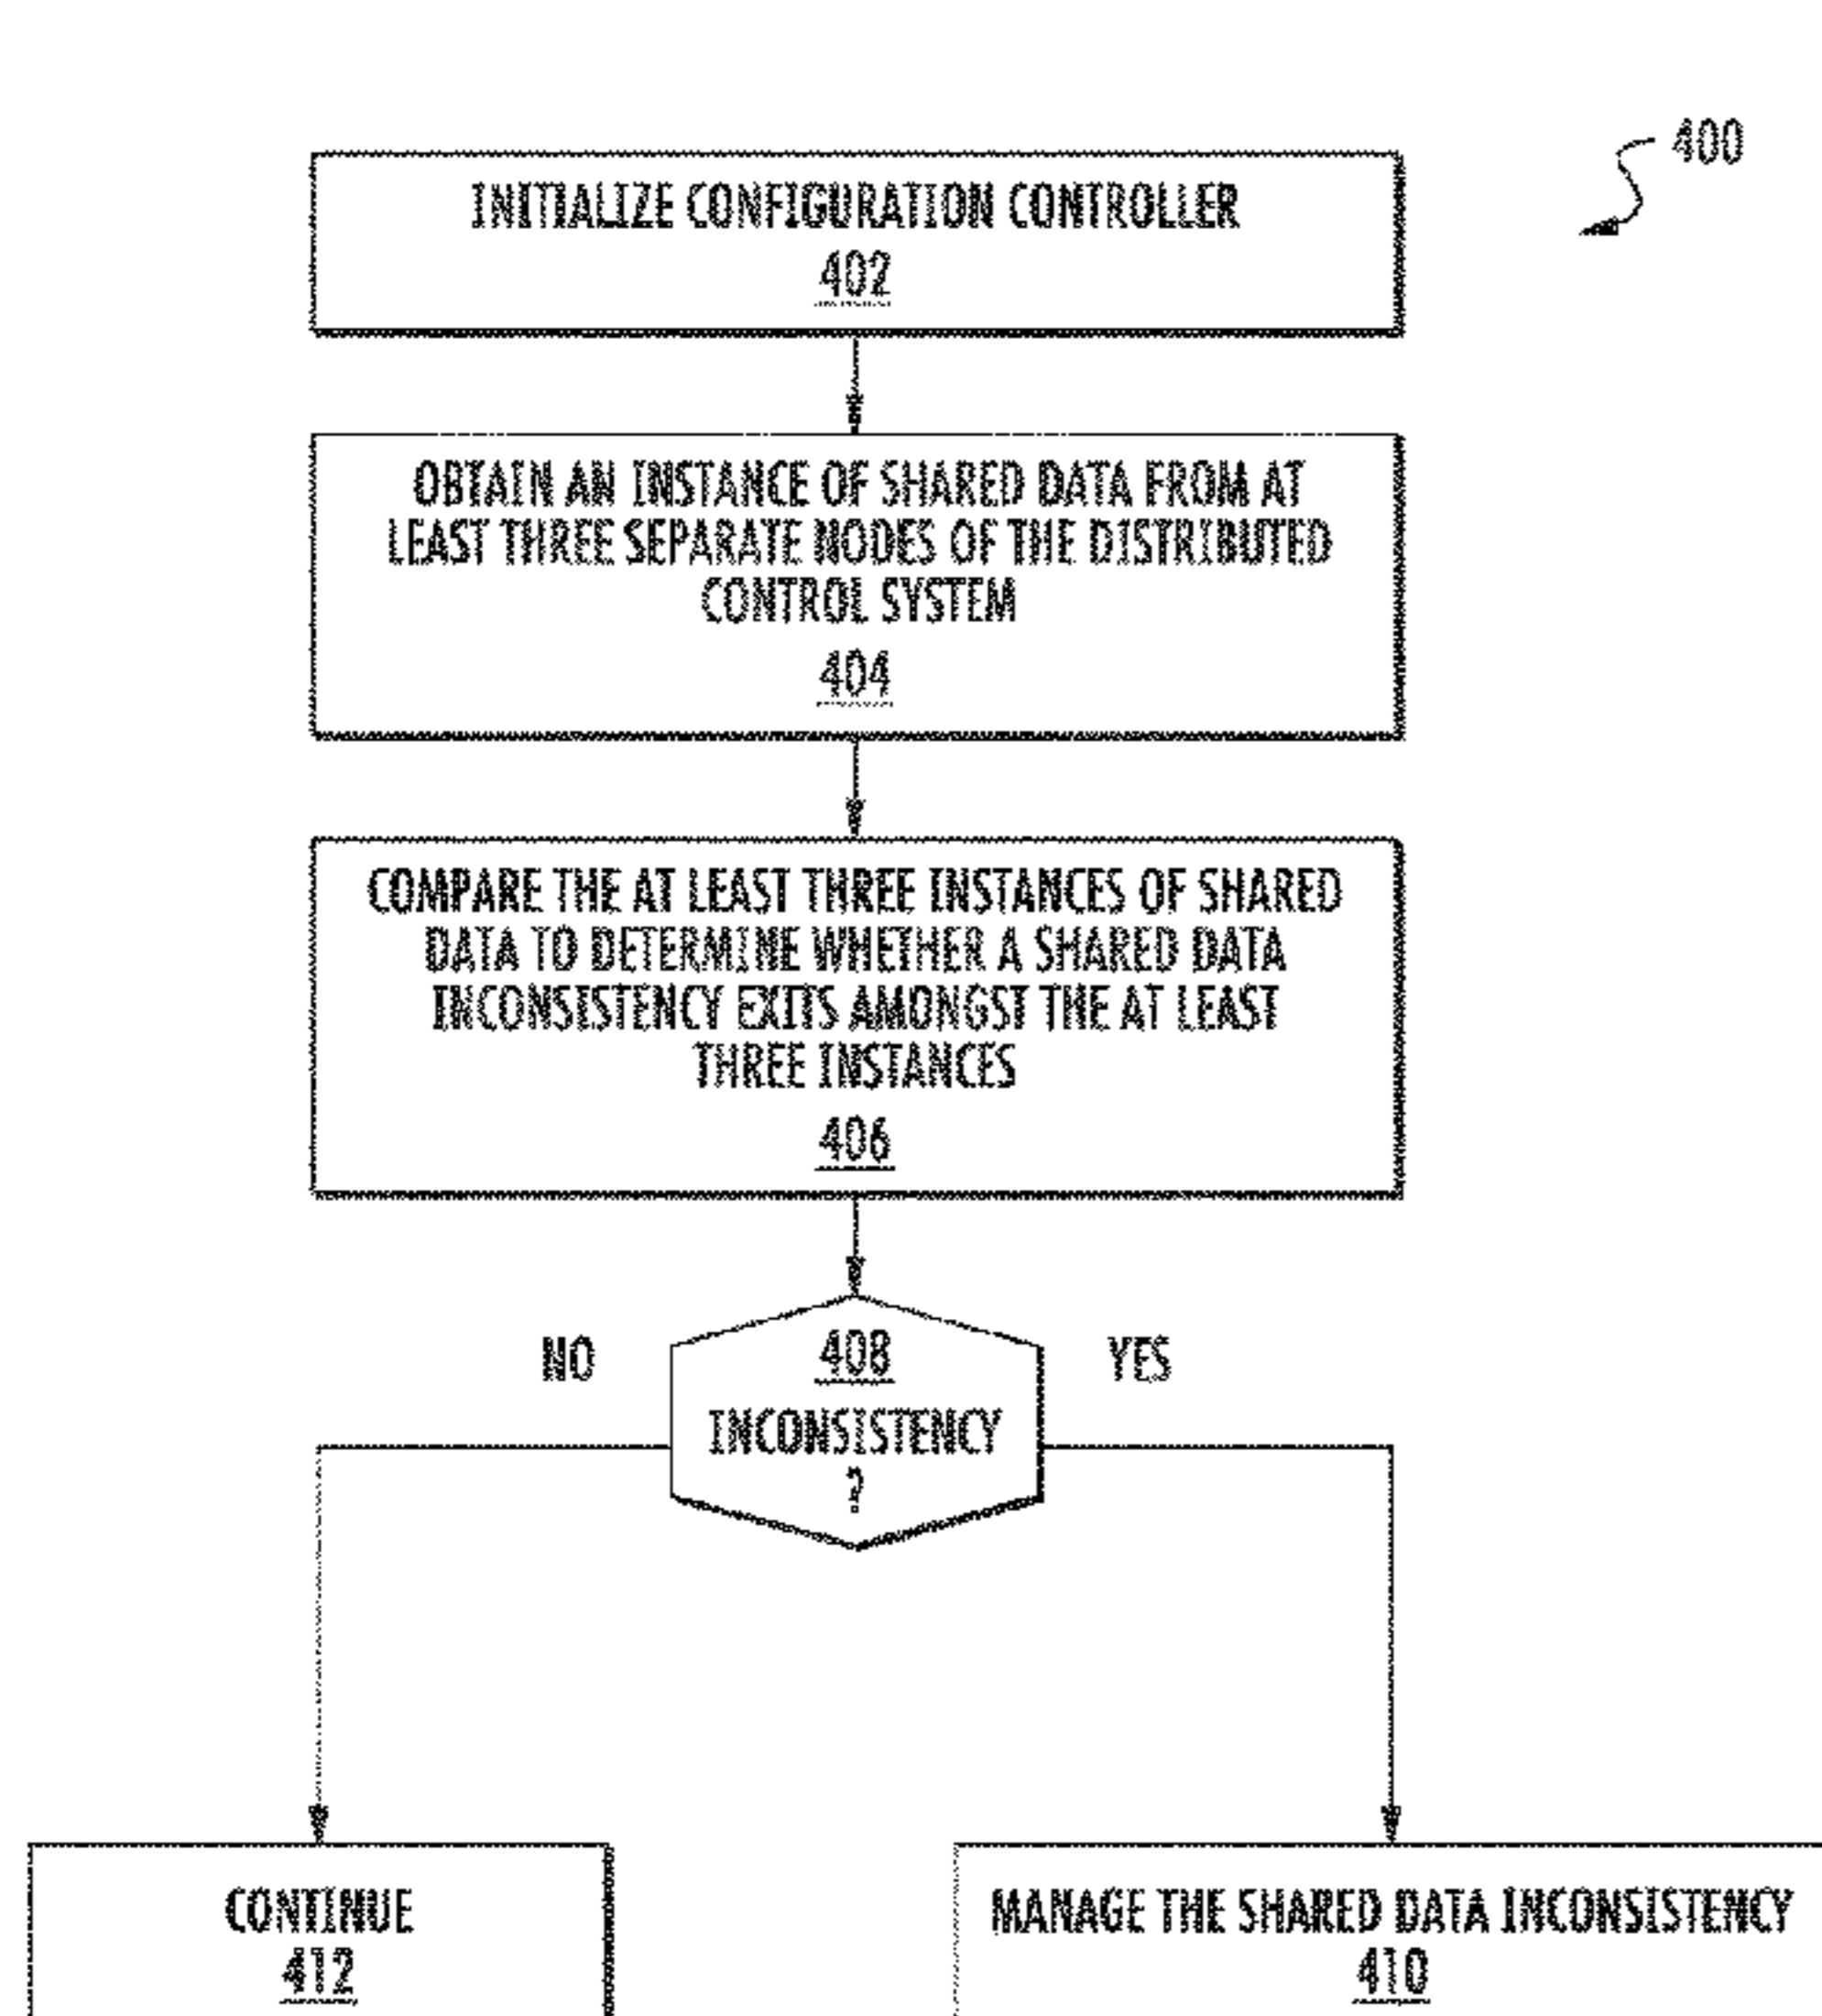 400
INITIALIZE CONFIGURATION CONTROLLER
402
OBTAIN AN INSTANCE OF SHARED DATA FROM AT
LEAST THREE SEPARATE NODES OF THE DISTRIBUTED
CONTROL SYSTEM
404
COMPARE THE AT LEAST THREE INSTANCES OF SHARED
DATA TO DETERMINE WHETHER A SHARED DATA
INCONSISTENCY EXITS AMONGST THE AT LEAST
THREE INSTANCES
406
408
INCONSISTENCY
?
NO
YES
CONTINUE
412
MANAGE THE SHARED DATA INCONSISTENCY
410